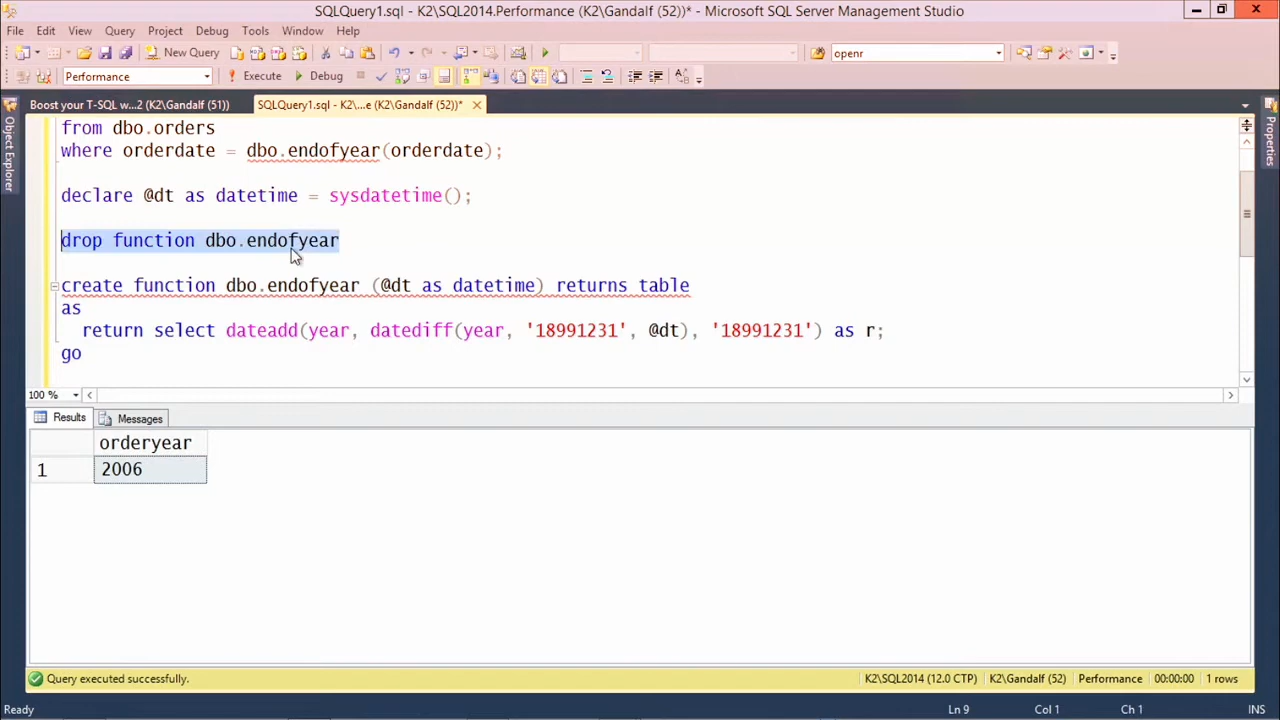 SQLQuery1.sql - K2\SQL2014.Performance (K2\Gandalf (52))* - Microsoft SQL Server Management Studio
File Edit View Query Project Debug Tools Window Help
New Query openr
Performance Execute Debug
Boost your T-SQL w...2 (K2\Gandalf (51)) SQLQuery1.sql - K2\...e (K2\Gandalf (52))*
Object Explorer
Properties
from dbo.orders
where orderdate = dbo.endofyear(orderdate);
declare @dt as datetime = sysdatetime();
drop function dbo.endofyear
create function dbo.endofyear (@dt as datetime) returns table
as
return select dateadd(year, datediff(year, '18991231', @dt), '18991231') as r;
go
100 %
Results Messages
orderyear
1 2006
Query executed successfully. K2\SQL2014 (12.0 CTP) K2\Gandalf (52) Performance 00:00:00 1 rows
Ready Ln 9 Col 1 Ch 1 INS